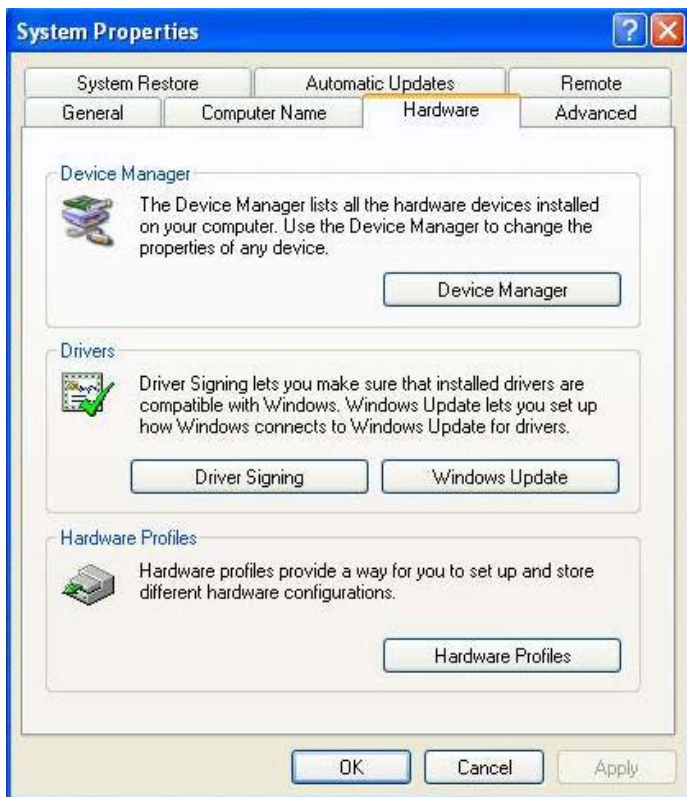 System Properties
System Restore Automatic Updates Remote
General Computer Name Hardware Advanced
Device Manager
The Device Manager lists all the hardware devices installed
on your computer. Use the Device Manager to change the
properties of any device.
Device Manager
Drivers
Driver Signing lets you make sure that installed drivers are
compatible with Windows. Windows Update lets you set up
how Windows connects to Windows Update for drivers.
Driver Signing Windows Update
Hardware Profiles
Hardware profiles provide a way for you to set up and store
different hardware configurations.
Hardware Profiles
OK Cancel Apply